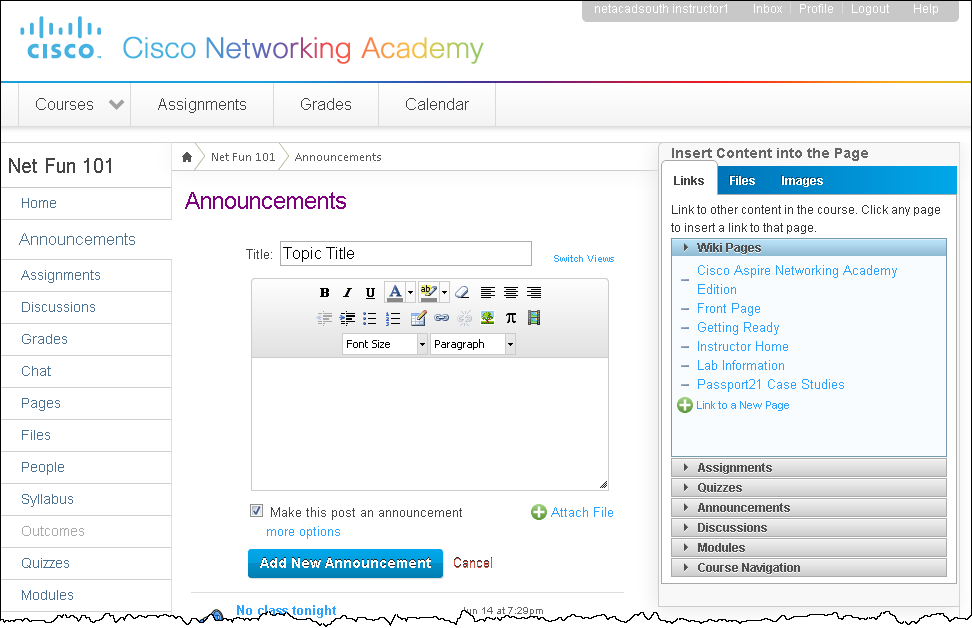 netacadsouth instructor1 Inbox Profile Logout Help
cisco.
Cisco Networking Academy
Courses Assignments Grades Calendar
Net Fun 101
Home
Announcements
Assignments
Discussions
Grades
Chat
Pages
Files
People
Syllabus
Outcomes
Quizzes
Modules
Net Fun 101 Announcements
Announcements
Title: Topic Title
Switch Views
B I U A ab
π
Font Size Paragraph
Make this post an announcement
Attach File
more options
Add New Announcement Cancel
No class tonight Jun 14 at 7:29pm
Insert Content into the Page
Links Files Images
Link to other content in the course. Click any page
to insert a link to that page.
Wiki Pages
Cisco Aspire Networking Academy
Edition
Front Page
Getting Ready
Instructor Home
Lab Information
Passport21 Case Studies
Link to a New Page
Assignments
Quizzes
Announcements
Discussions
Modules
Course Navigation